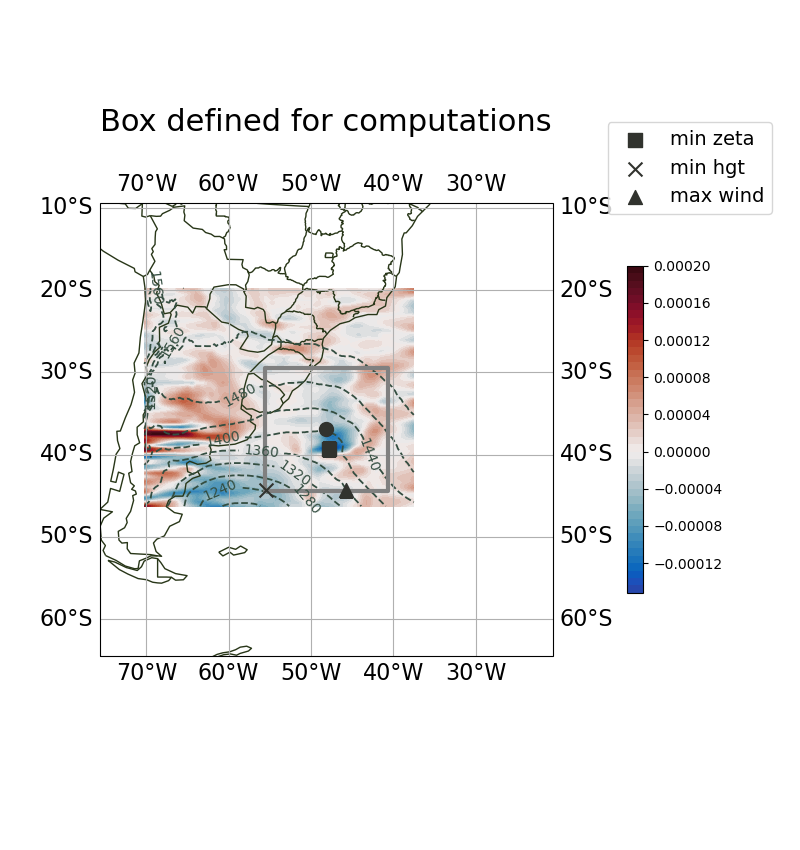 Box defined for computations
min zeta
min hgt
max wind
70°W 60°W 50°W 40°W 30°W
10°S 10°S
20°S 20°S
30°S 30°S
40°S 40°S
50°S 50°S
60°S 60°S
70°W 60°W 50°W 40°W 30°W
1560
1520
1480
1400
1360
1320
1280
1240
1440
0.00020
0.00016
0.00012
0.00008
0.00004
0.00000
−0.00004
−0.00008
−0.00012